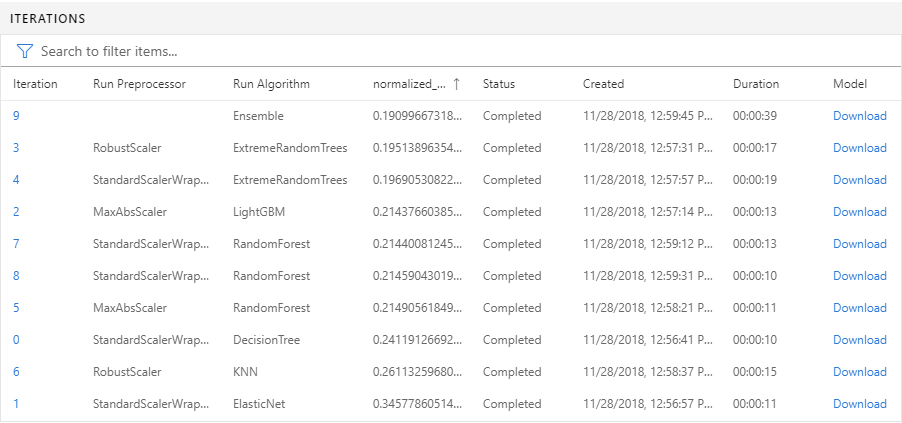 ITERATIONS
Search to filter items...
Iteration Run Preprocessor Run Algorithm normalized_... ↑ Status Created Duration Model
9 Ensemble 0.19099667318... Completed 11/28/2018, 12:59:45 P... 00:00:39 Download
3 RobustScaler ExtremeRandomTrees 0.19513896354... Completed 11/28/2018, 12:57:31 P... 00:00:17 Download
4 StandardScalerWrap... ExtremeRandomTrees 0.19690530822... Completed 11/28/2018, 12:57:57 P... 00:00:19 Download
2 MaxAbsScaler LightGBM 0.21437660385... Completed 11/28/2018, 12:57:14 P... 00:00:13 Download
7 StandardScalerWrap... RandomForest 0.21440081245... Completed 11/28/2018, 12:59:12 P... 00:00:13 Download
8 StandardScalerWrap... RandomForest 0.21459043019... Completed 11/28/2018, 12:59:31 P... 00:00:10 Download
5 MaxAbsScaler RandomForest 0.21490561849... Completed 11/28/2018, 12:58:21 P... 00:00:11 Download
0 StandardScalerWrap... DecisionTree 0.24119126692... Completed 11/28/2018, 12:56:41 P... 00:00:10 Download
6 RobustScaler KNN 0.26113259680... Completed 11/28/2018, 12:58:37 P... 00:00:15 Download
1 StandardScalerWrap... ElasticNet 0.34577860514... Completed 11/28/2018, 12:56:57 P... 00:00:11 Download